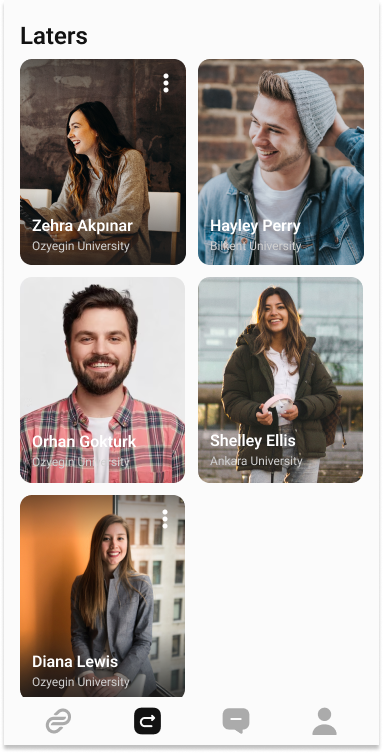 Laters
Zehra Akpınar
Ozyegin University
Hayley Perry
Bilkent University
Orhan Gokturk
Ozyegin University
Shelley Ellis
Ankara University
Diana Lewis
Ozyegin University